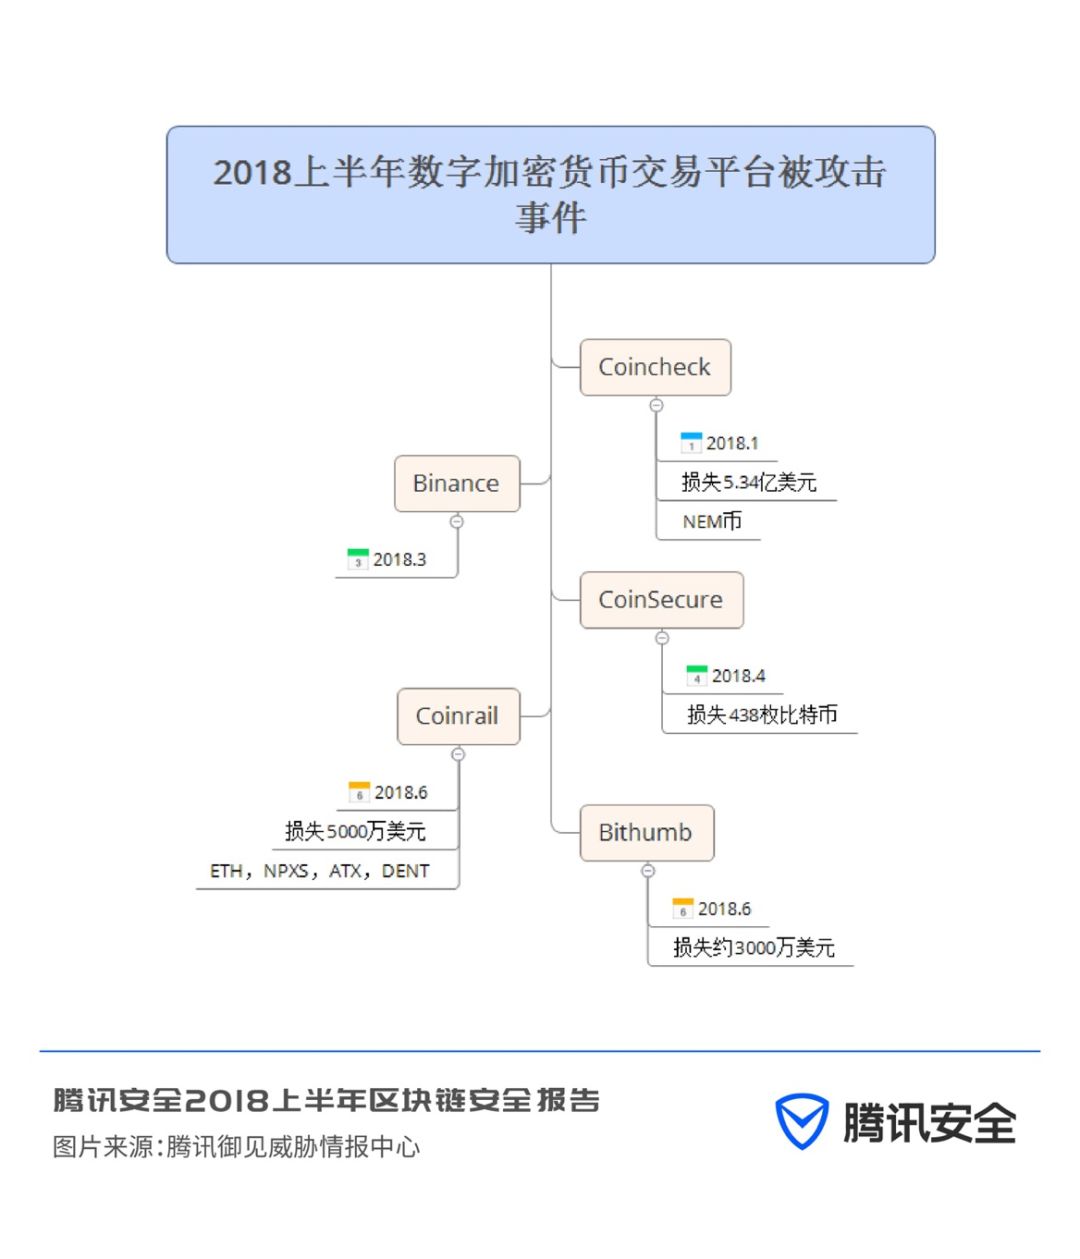 2018上半年数字加密货币交易平台被攻击
事件
Coincheck
1
2018.1
损失5.34亿美元
NEM币
Binance
3
2018.3
CoinSecure
4
2018.4
损失438枚比特币
Coinrail
6
2018.6
损失5000万美元
ETH，NPXS，ATX，DENT
Bithumb
6
2018.6
损失约3000万美元
腾讯安全2018上半年区块链安全报告
图片来源:腾讯御见威胁情报中心
腾讯安全